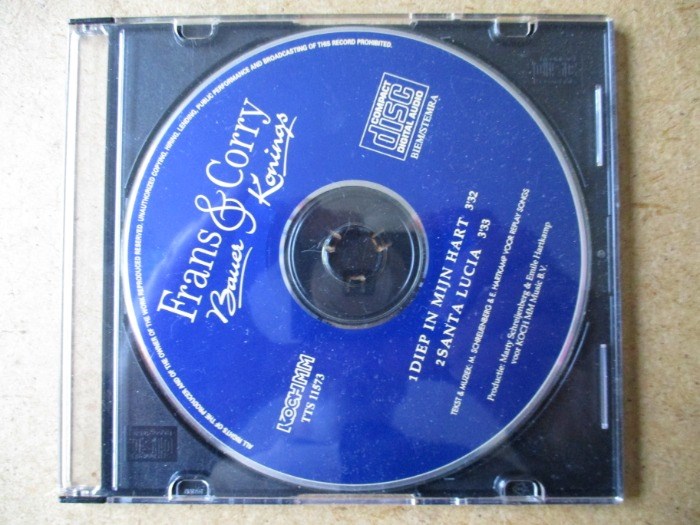 ALL RIGHTS OF THE PRODUCER AND OF THE OWNER OF THE WORK REPRODUCED RESERVED. UNAUTHORIZED COPYING, HIRING, LENDING, PUBLIC PERFORMANCE AND BROADCASTING OF THIS RECORD PROHIBITED.
Frans & Corry
Bauer Konings
COMPACT
disc
DIGITAL AUDIO
BIEM/STEMRA
KOCH MM
TTS 11573
1 DIEP IN MIJN HART 3'32
2 SANTA LUCIA 3'33
TEKST & MUZIEK: M. SCHREIJENBERG & E. HARTKAMP VOOR REPLAY SONGS
Productie: Marty Schreijenberg & Emile Hartkamp
voor KOCH MM Music B.V.